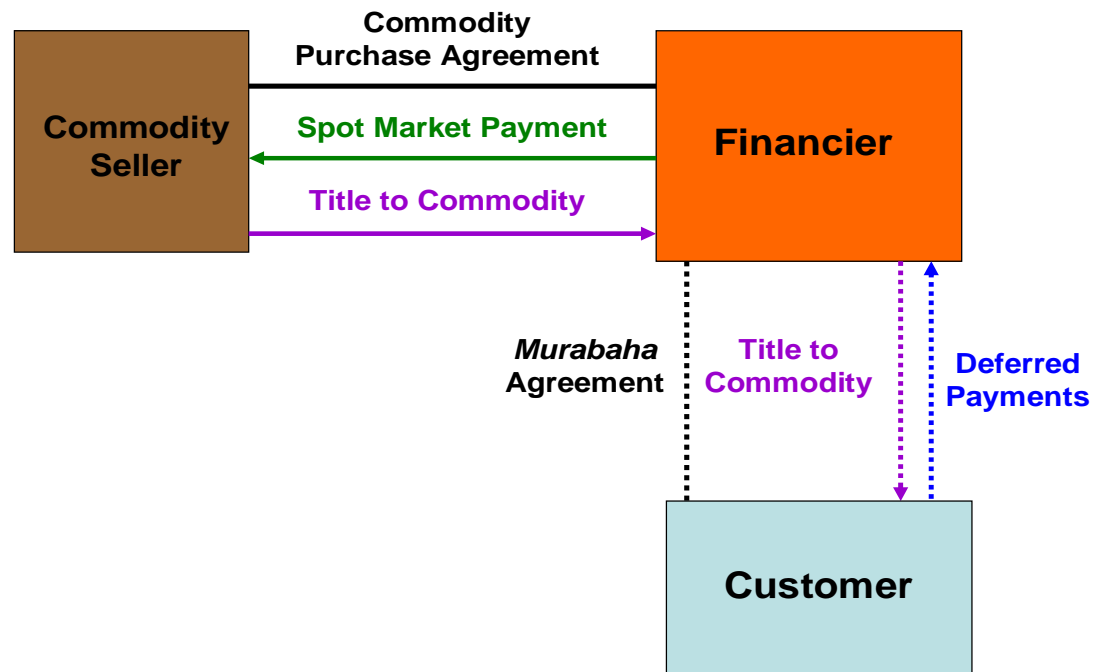 Commodity
Purchase Agreement
Commodity
Seller
Spot Market Payment
Title to Commodity
Financier
Murabaha
Agreement
Title to
Commodity
Deferred
Payments
Customer